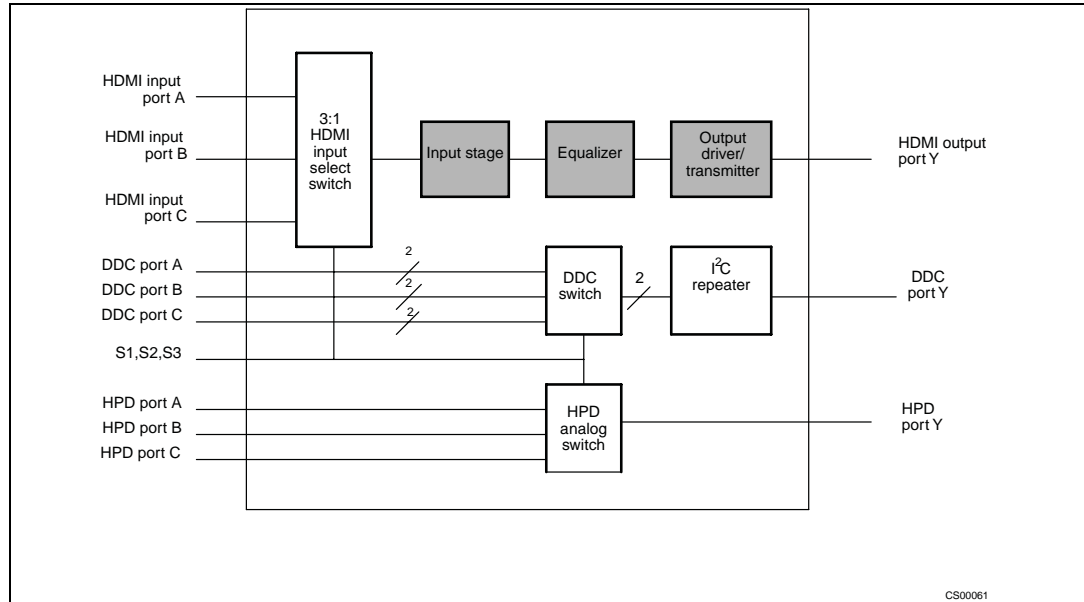 HDMI input
port A
HDMI input
port B
HDMI input
port C
3:1
HDMI
input
select
switch
Input stage
Equalizer
Output
driver/
transmitter
HDMI output
port Y
DDC port A
DDC port B
DDC port C
2
2
2
DDC
switch
2
I²C
repeater
DDC
port Y
S1,S2,S3
HPD port A
HPD port B
HPD port C
HPD
analog
switch
HPD
port Y
CS00061